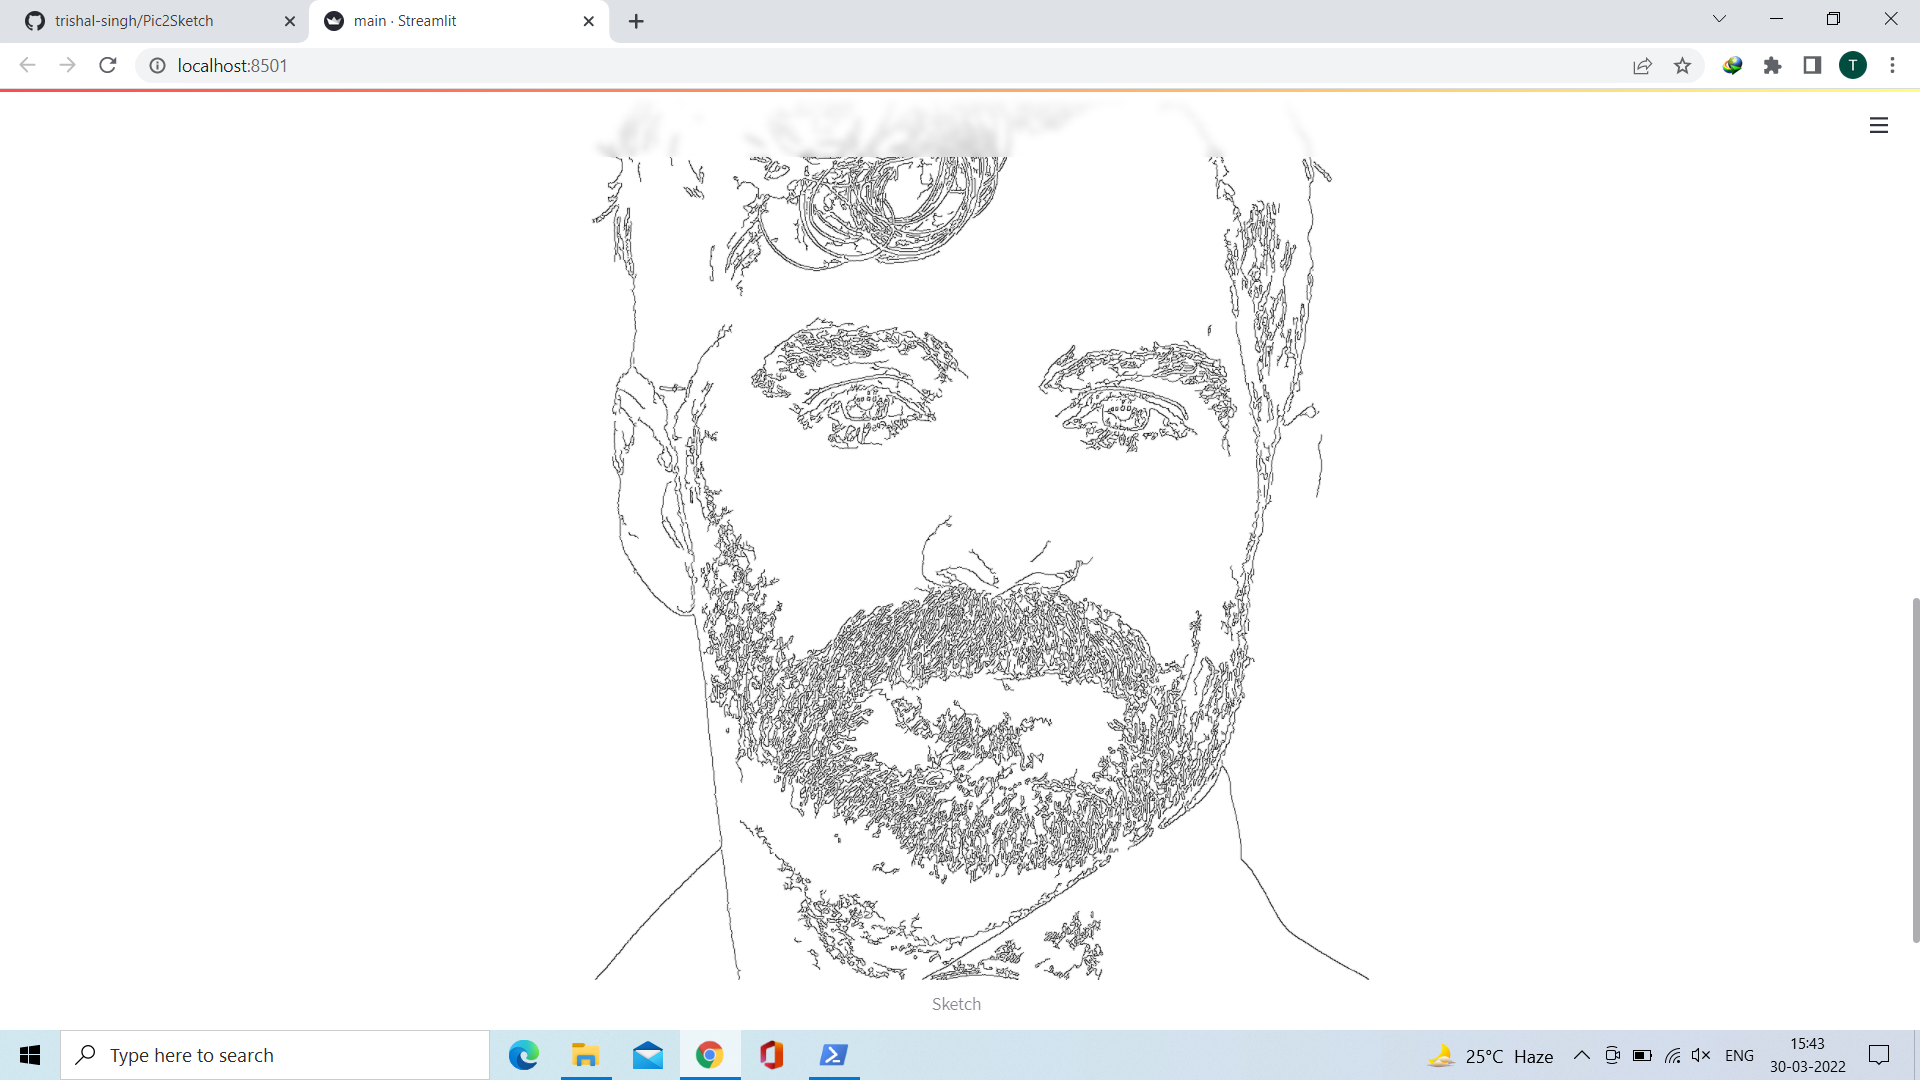 trishal-singh/Pic2Sketch
main · Streamlit
localhost:8501
T
Sketch
Type here to search
25°C Haze
ENG
15:43
30-03-2022